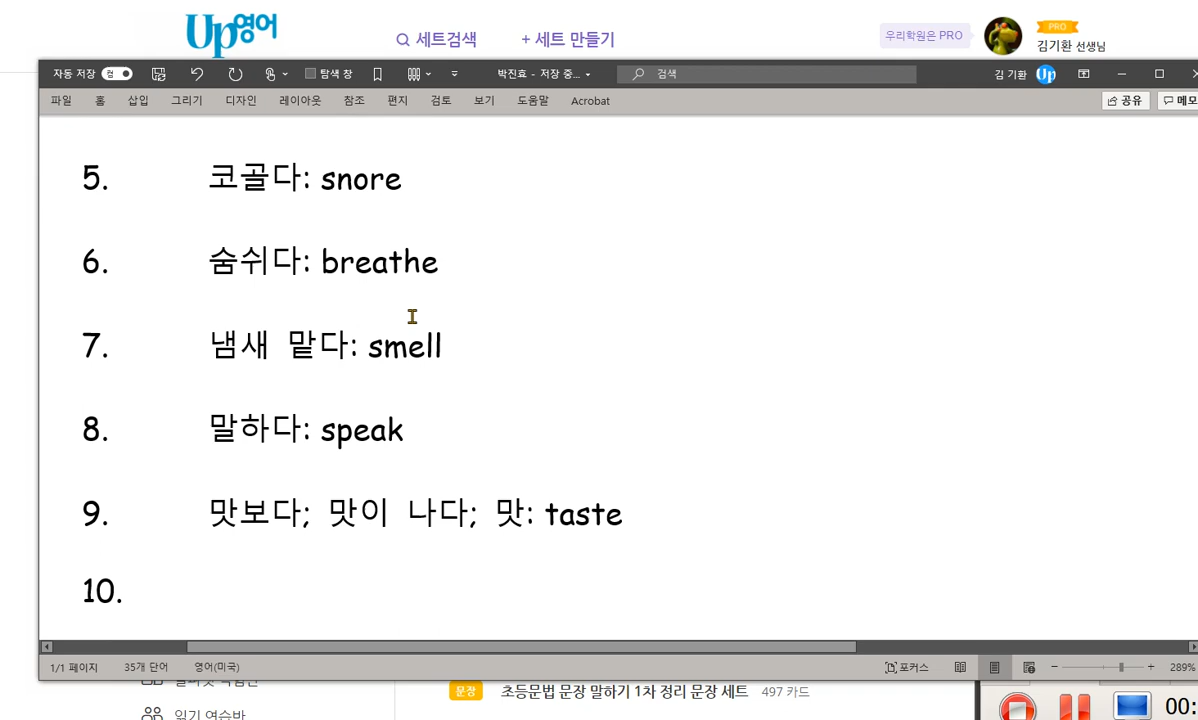 Up영어
세트검색
+ 세트 만들기
우리학원은 PRO
PRO
김기환 선생님
자동 저장 컴
탐색 창
박진효 - 저장 중...
검색
김 기환
Up
파일 홈 삽입 그리기 디자인 레이아웃 참조 편지 검토 보기 도움말 Acrobat
공유
메모
5. 코골다: snore
6. 숨쉬다: breathe
7. 냄새 맡다: smell
8. 말하다: speak
9. 맛보다; 맛이 나다; 맛: taste
10.
1/1 페이지 35개 단어 영어(미국)
포커스
289%
문장 초등문법 문장 말하기 1차 정리 문장 세트 497 카드
읽기 연습반
00: